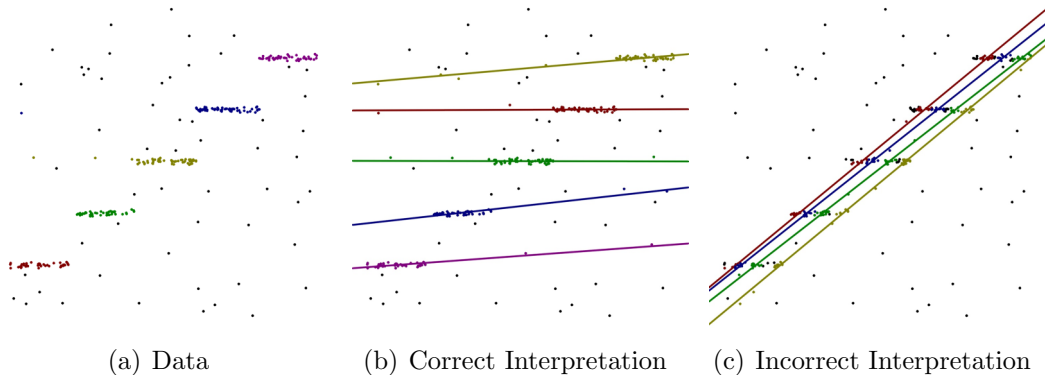 (a) Data
(b) Correct Interpretation
(c) Incorrect Interpretation